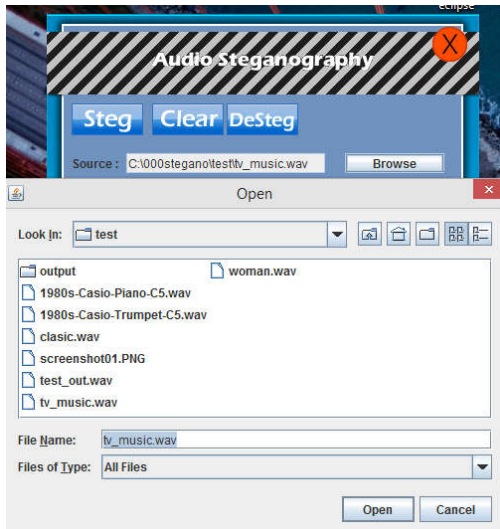 eclipse
Audio Steganography
X
Steg Clear DeSteg
Source : C:\000stegano\test\tv_music.wav Browse
Open
Look In: test
output woman.wav
1980s-Casio-Piano-C5.wav
1980s-Casio-Trumpet-C5.wav
clasic.wav
screenshot01.PNG
test_out.wav
tv_music.wav
File Name: tv_music.wav
Files of Type: All Files
Open Cancel